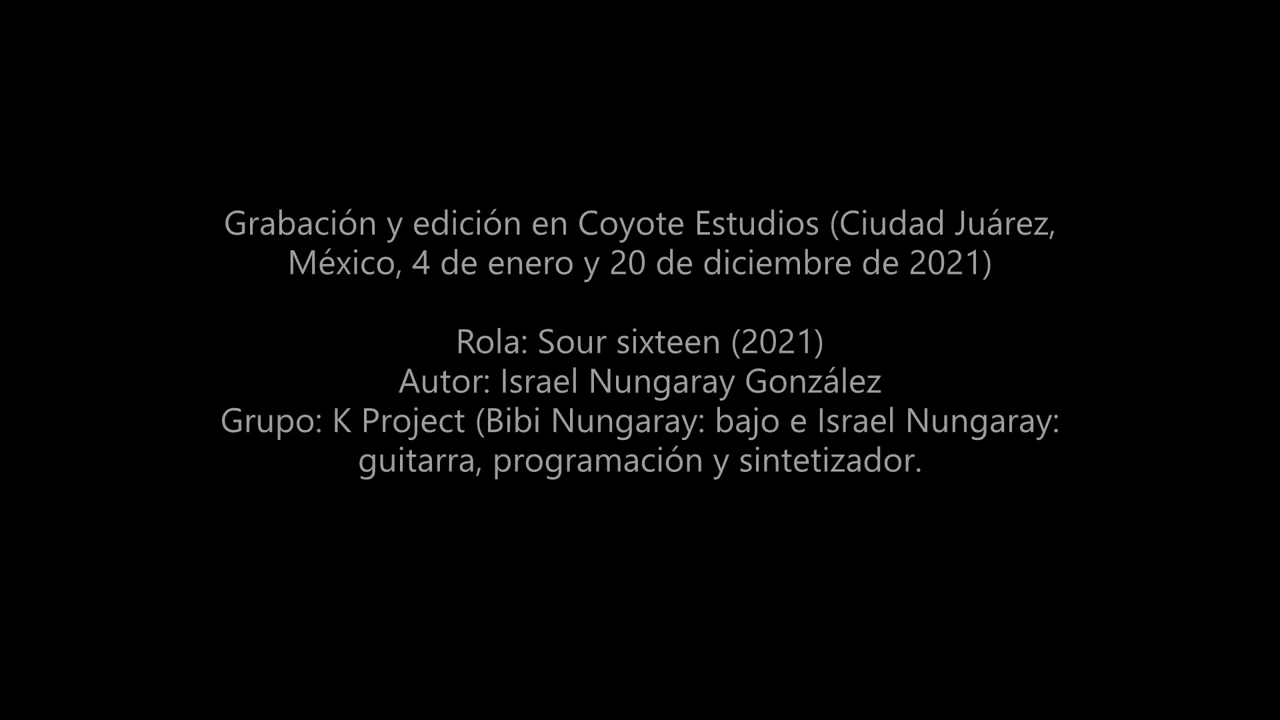 Grabación y edición en Coyote Estudios (Ciudad Juárez,
México, 4 de enero y 20 de diciembre de 2021)
Rola: Sour sixteen (2021)
Autor: Israel Nungaray González
Grupo: K Project (Bibi Nungaray: bajo e Israel Nungaray:
guitarra, programación y sintetizador.